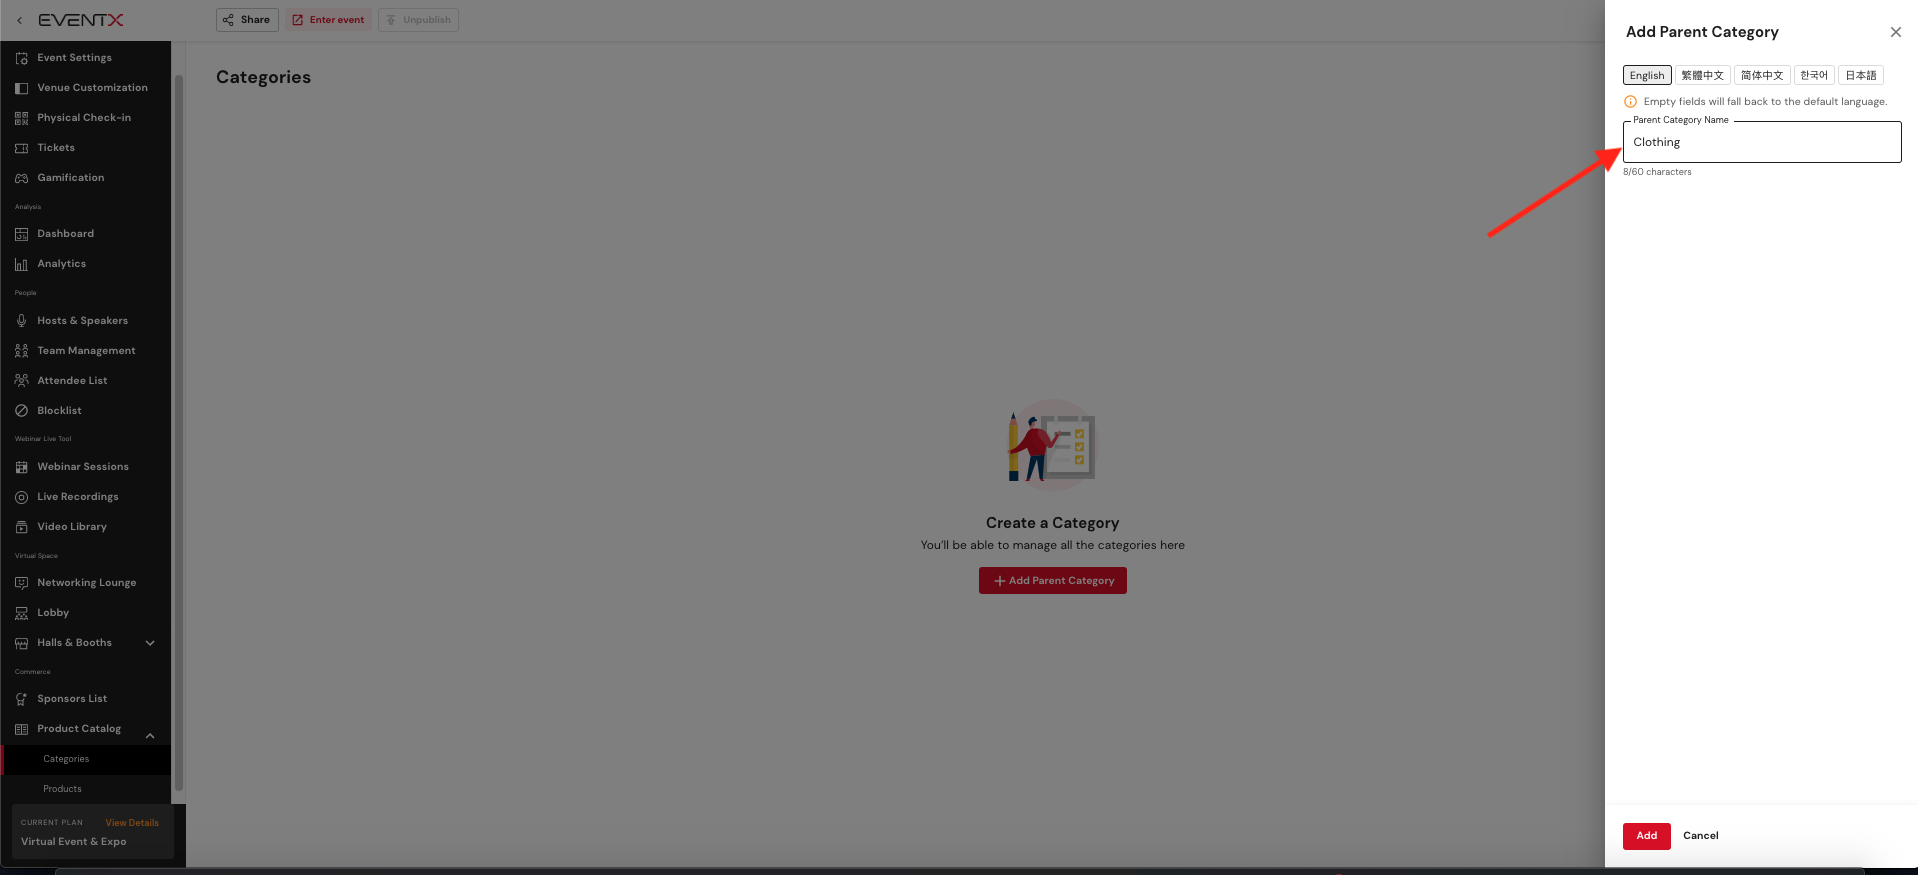 EVENTX
Share
Enter event
Unpublish
Event Settings
Venue Customization
Physical Check-in
Tickets
Gamification
Analysis
Dashboard
Analytics
People
Hosts & Speakers
Team Management
Attendee List
Blocklist
Webinar Live Tool
Webinar Sessions
Live Recordings
Video Library
Virtual Space
Networking Lounge
Lobby
Halls & Booths
Commerce
Sponsors List
Product Catalog
Categories
Products
CURRENT PLAN View Details
Virtual Event & Expo
Categories
Create a Category
You'll be able to manage all the categories here
Add Parent Category
Add Parent Category
English 繁體中文 简体中文 한국어 日本語
Empty fields will fall back to the default language.
Parent Category Name
Clothing
8/60 characters
Add Cancel